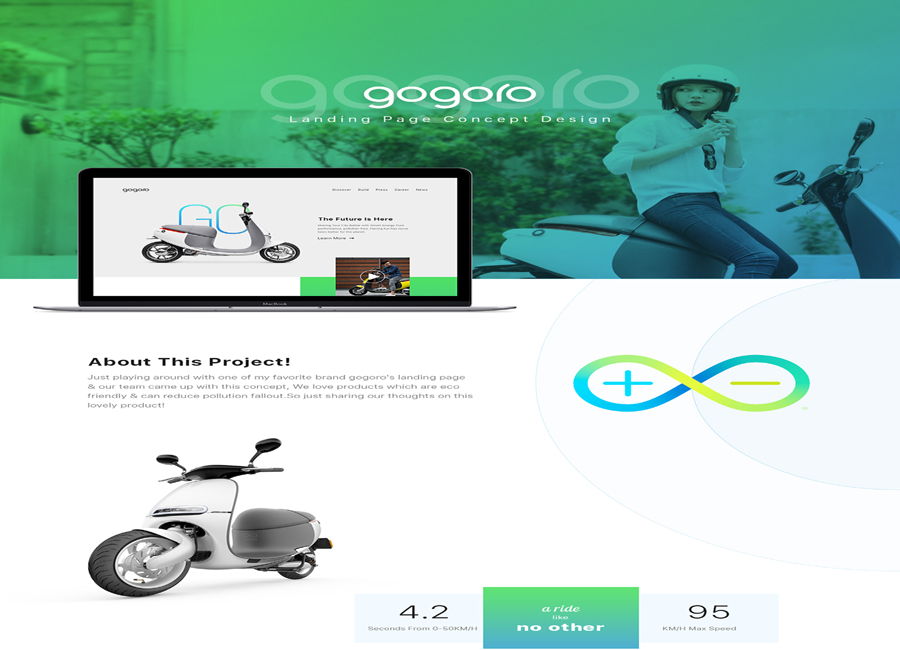 gogoro
gogoro
Landing Page Concept Design
gogoro
Discover Build Press Career News
GO
The Future Is Here
Learn More
MacBook
About This Project!
Just playing around with one of my favorite brand gogoro's landing page
& our team came up with this concept, We love products which are eco
friendly & can reduce pollution fallout.So just sharing our thoughts on this
lovely product!
4.2
Seconds From 0-50KM/H
a ride
like
no other
95
KM/H Max Speed